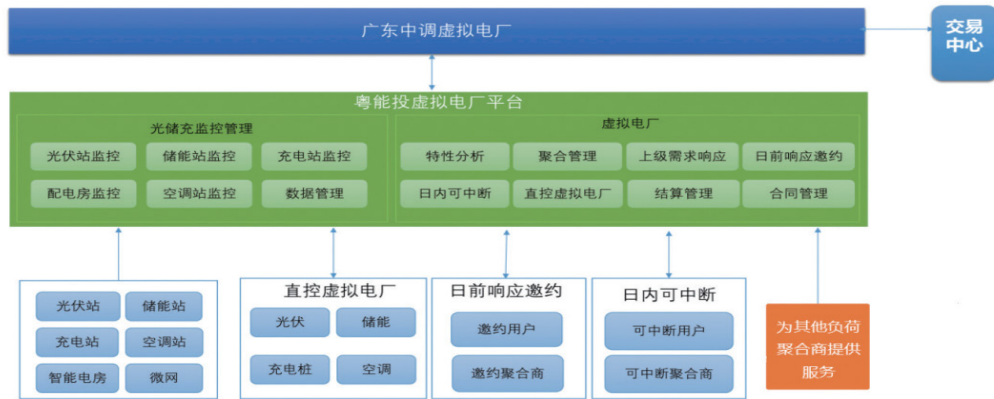 广东中调虚拟电厂
交易
中心
粤能投虚拟电厂平台
光储充监控管理
光伏站监控
储能站监控
充电站监控
配电房监控
空调站监控
数据管理
虚拟电厂
特性分析
聚合管理
上级需求响应
日前响应邀约
日内可中断
直控虚拟电厂
结算管理
合同管理
光伏站
储能站
充电站
空调站
智能电房
微网
直控虚拟电厂
光伏
储能
充电桩
空调
日前响应邀约
邀约用户
邀约聚合商
日内可中断
可中断用户
可中断聚合商
为其他负荷
聚合商提供
服务